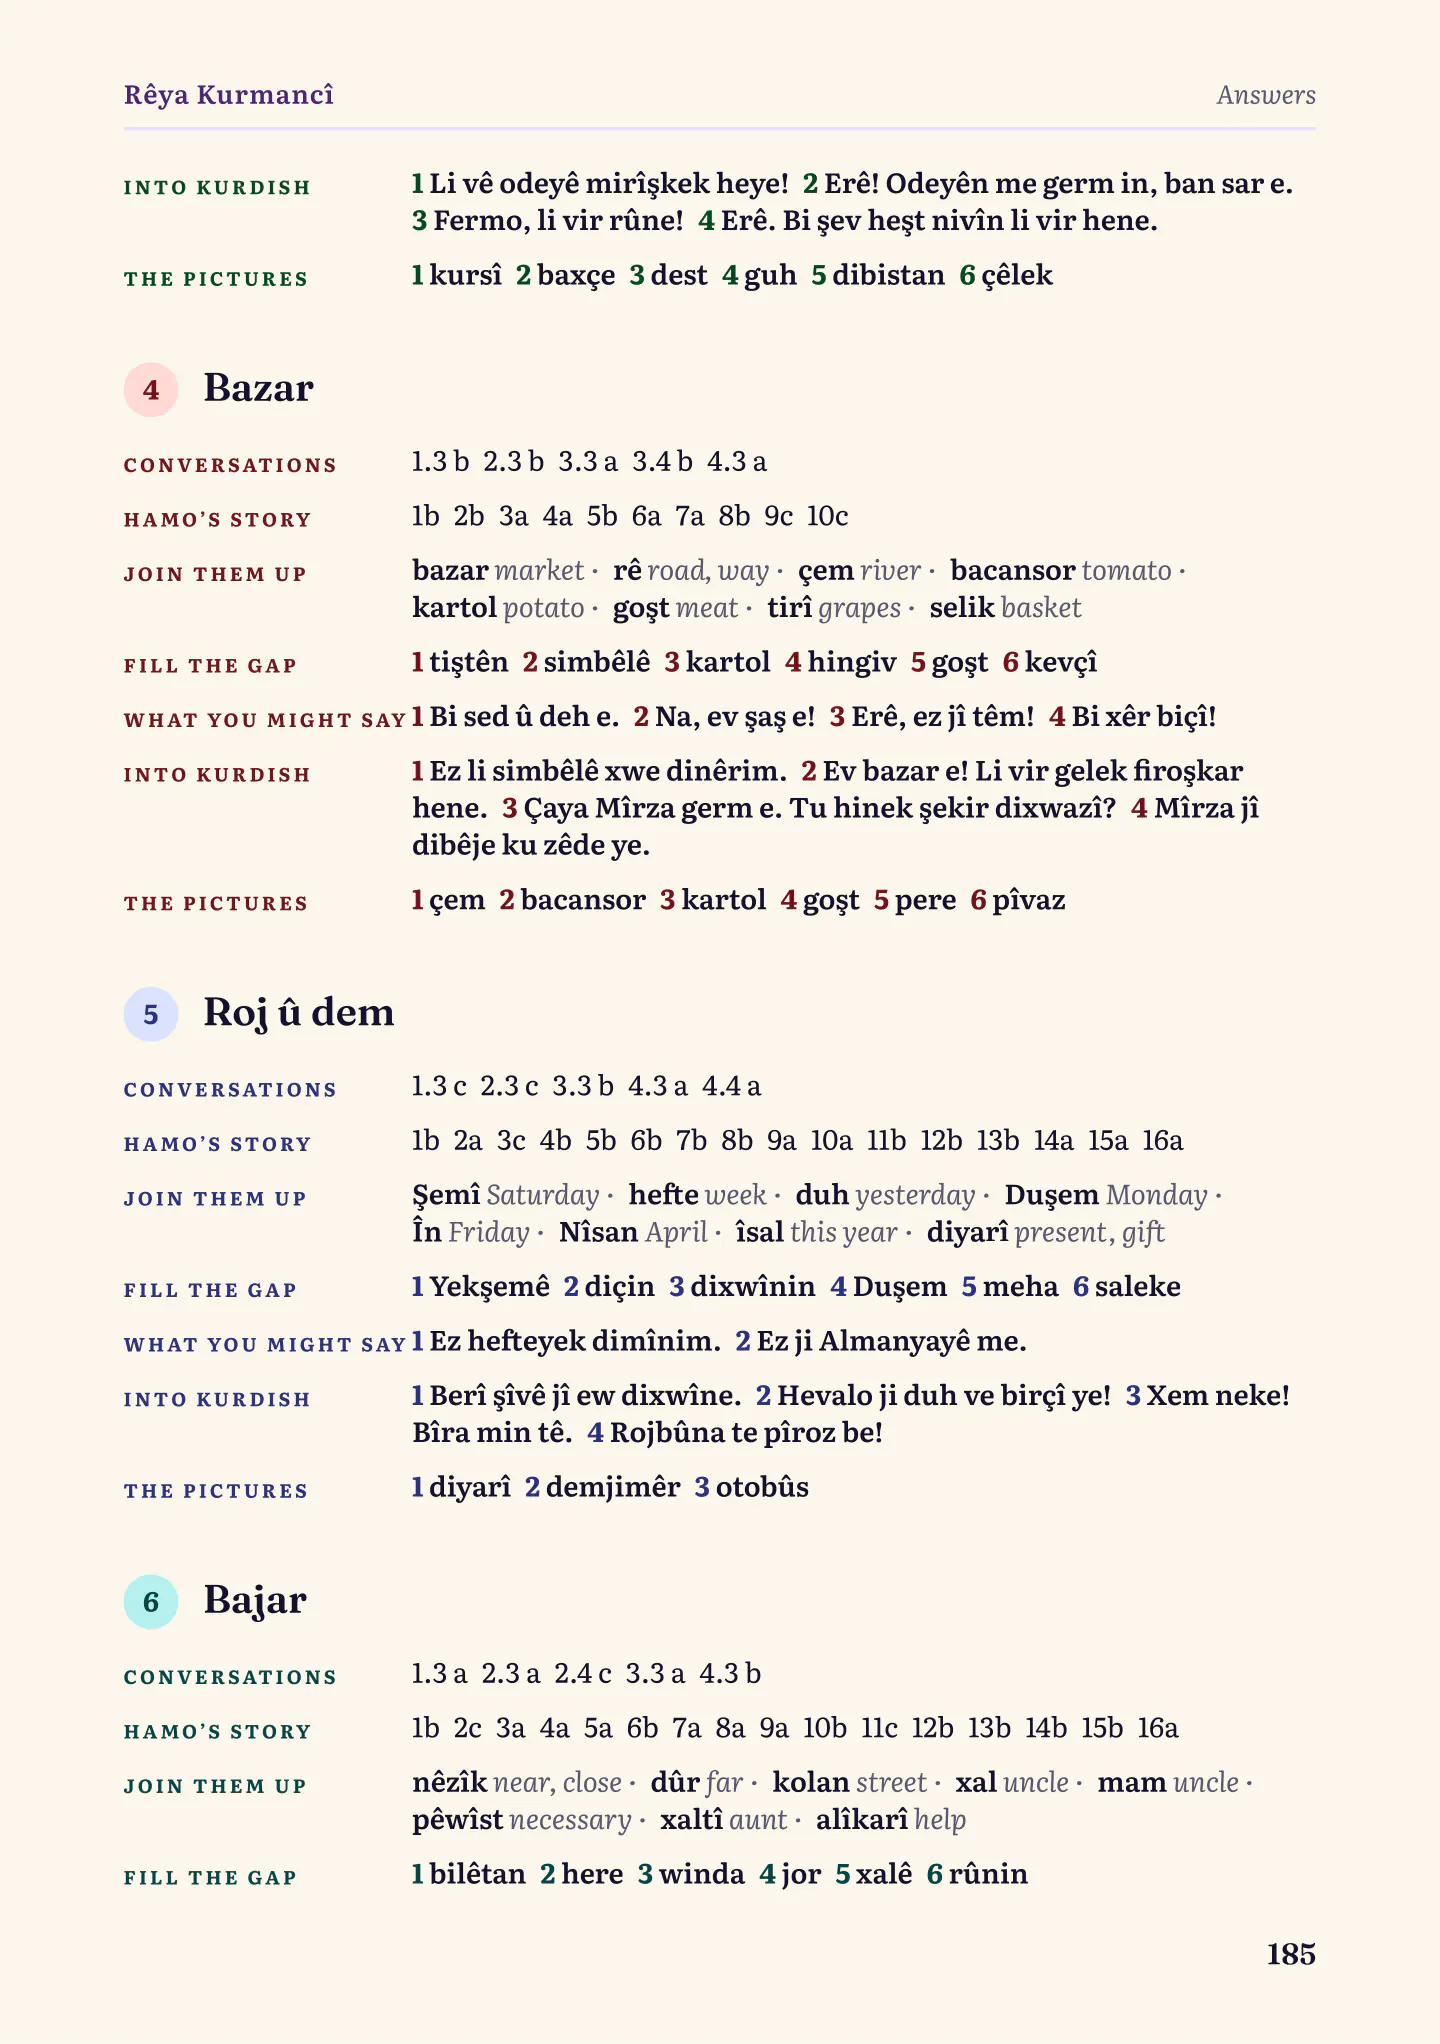 Rêya Kurmancî
Answers
INTO KURDISH 1 Li vê odeyê mirîşkek heye! 2 Erê! Odeyên me germ in, ban sar e.
3 Fermo, li vir rûne! 4 Erê. Bi şev heşt nivîn li vir hene.
THE PICTURES 1 kursî 2 baxçe 3 dest 4 guh 5 dibistan 6 çêlek
4 Bazar
CONVERSATIONS 1.3 b 2.3 b 3.3 a 3.4 b 4.3 a
HAMO’S STORY 1b 2b 3a 4a 5b 6a 7a 8b 9c 10c
JOIN THEM UP bazar market · rê road, way · çem river · bacansor tomato ·
kartol potato · goşt meat · tirî grapes · selik basket
FILL THE GAP 1 tiştên 2 simbêlê 3 kartol 4 hingiv 5 goşt 6 kevçî
WHAT YOU MIGHT SAY 1 Bi sed û deh e. 2 Na, ev şaş e! 3 Erê, ez jî têm! 4 Bi xêr biçî!
INTO KURDISH 1 Ez li simbêlê xwe dinêrim. 2 Ev bazar e! Li vir gelek firoşkar
hene. 3 Çaya Mîrza germ e. Tu hinek şekir dixwazî? 4 Mîrza jî
dibêje ku zêde ye.
THE PICTURES 1 çem 2 bacansor 3 kartol 4 goşt 5 pere 6 pîvaz
5 Roj û dem
CONVERSATIONS 1.3 c 2.3 c 3.3 b 4.3 a 4.4 a
HAMO’S STORY 1b 2a 3c 4b 5b 6b 7b 8b 9a 10a 11b 12b 13b 14a 15a 16a
JOIN THEM UP Şemî Saturday · hefte week · duh yesterday · Duşem Monday ·
În Friday · Nîsan April · îsal this year · diyarî present, gift
FILL THE GAP 1 Yekşemê 2 diçin 3 dixwînin 4 Duşem 5 meha 6 saleke
WHAT YOU MIGHT SAY 1 Ez hefteyek dimînim. 2 Ez ji Almanyayê me.
INTO KURDISH 1 Berî şîvê jî ew dixwîne. 2 Hevalo ji duh ve birçî ye! 3 Xem neke!
Bîra min tê. 4 Rojbûna te pîroz be!
THE PICTURES 1 diyarî 2 demjimêr 3 otobûs
6 Bajar
CONVERSATIONS 1.3 a 2.3 a 2.4 c 3.3 a 4.3 b
HAMO’S STORY 1b 2c 3a 4a 5a 6b 7a 8a 9a 10b 11c 12b 13b 14b 15b 16a
JOIN THEM UP nêzîk near, close · dûr far · kolan street · xal uncle · mam uncle ·
pêwîst necessary · xaltî aunt · alîkarî help
FILL THE GAP 1 bilêtan 2 here 3 winda 4 jor 5 xalê 6 rûnin
185